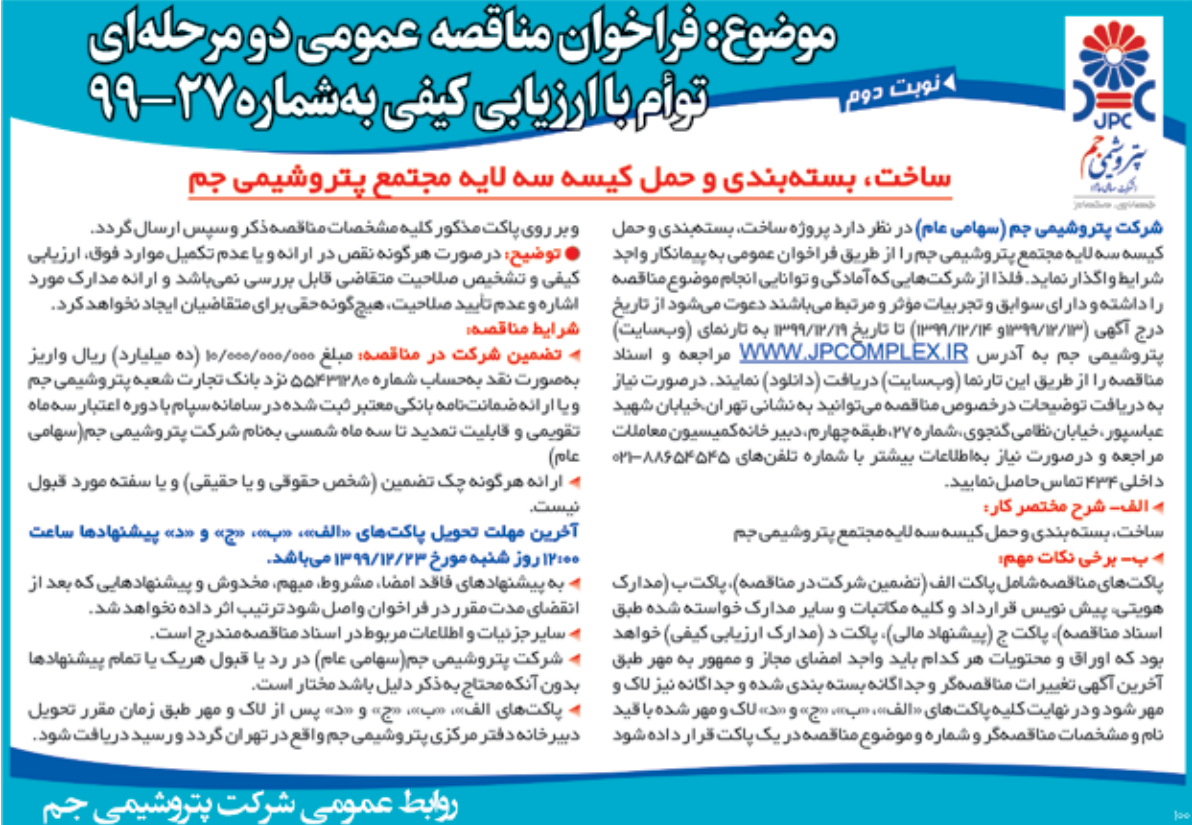 موضوع: فراخوان مناقصه عمومی دو مرحله‌ای
توأم با ارزیابی کیفی به‌شماره ۲۷–۹۹
نوبت دوم
JPC
پتروشیمی جم
ساخت، بسته‌بندی و حمل کیسه سه لایه مجتمع پتروشیمی جم
شرکت پتروشیمی جم (سهامی عام) در نظر دارد پروژه ساخت، بسته‌بندی و حمل
کیسه سه لایه مجتمع پتروشیمی جم را از طریق فراخوان عمومی به پیمانکار واجد
شرایط واگذار نماید. فلذا از شرکت‌هایی که آمادگی و توانایی انجام موضوع مناقصه
را داشته و دارای سوابق و تجربیات مؤثر و مرتبط می‌باشند دعوت می‌شود از تاریخ
درج آگهی (۱۳۹۹/۱۲/۱۳و ۱۳۹۹/۱۲/۱۴) تا تاریخ ۱۳۹۹/۱۲/۱۹ به تارنمای (وب‌سایت)
پتروشیمی جم به آدرس WWW.JPCOMPLEX.IR مراجعه و اسناد
مناقصه را از طریق این تارنما (وب‌سایت) دریافت (دانلود) نمایند. درصورت نیاز
به دریافت توضیحات درخصوص مناقصه می‌توانید به نشانی تهران،خیابان شهید
عباسپور، خیابان نظامی گنجوی، شماره ۲۷، طبقه چهارم، دبیرخانه کمیسیون معاملات
مراجعه و درصورت نیاز به‌اطلاعات بیشتر با شماره تلفن‌های ۸۸۶۵۴۵۴۵–۰۲۱
داخلی ۴۳۴ تماس حاصل نمایید.
الف– شرح مختصر کار:
ساخت، بسته بندی و حمل کیسه سه لایه مجتمع پتروشیمی جم
ب– برخی نکات مهم:
پاکت‌های مناقصه شامل پاکت الف (تضمین شرکت در مناقصه)، پاکت ب (مدارک
هویتی، پیش نویس قرارداد و کلیه مکاتبات و سایر مدارک خواسته شده طبق
اسناد مناقصه)، پاکت ج (پیشنهاد مالی)، پاکت د (مدارک ارزیابی کیفی) خواهد
بود که اوراق و محتویات هر کدام باید واجد امضای مجاز و ممهور به مهر طبق
آخرین آگهی تغییرات مناقصه‌گر و جداگانه بسته بندی شده و جداگانه نیز لاک و
مهر شود و در نهایت کلیه پاکت‌های «الف»، «ب»، «ج» و «د» لاک و مهر شده با قید
نام و مشخصات مناقصه‌گر و شماره و موضوع مناقصه در یک پاکت قرار داده شود
و بر روی پاکت مذکور کلیه مشخصات مناقصه ذکر و سپس ارسال گردد.
توضیح: درصورت هرگونه نقص در ارائه و یا عدم تکمیل موارد فوق، ارزیابی
کیفی و تشخیص صلاحیت متقاضی قابل بررسی نمی‌باشد و ارائه مدارک مورد
اشاره و عدم تأیید صلاحیت، هیچ‌گونه حقی برای متقاضیان ایجاد نخواهد کرد.
شرایط مناقصه:
تضمین شرکت در مناقصه: مبلغ ۱۰/۰۰۰/۰۰۰/۰۰۰ (ده میلیارد) ریال واریز
به‌صورت نقد به‌حساب شماره ۵۵۴۳۱۲۸۰ نزد بانک تجارت شعبه پتروشیمی جم
و یا ارائه ضمانت‌نامه بانکی معتبر ثبت شده در سامانه سپام با دوره اعتبار سه ماه
تقویمی و قابلیت تمدید تا سه ماه شمسی به‌نام شرکت پتروشیمی جم(سهامی
عام)
ارائه هرگونه چک تضمین (شخص حقوقی و یا حقیقی) و یا سفته مورد قبول
نیست.
آخرین مهلت تحویل پاکت‌های «الف»، «ب»، «ج» و «د» پیشنهادها ساعت
۱۲:۰۰ روز شنبه مورخ ۱۳۹۹/۱۲/۲۳ می‌باشد.
به پیشنهادهای فاقد امضا، مشروط، مبهم، مخدوش و پیشنهادهایی که بعد از
انقضای مدت مقرر در فراخوان واصل شود ترتیب اثر داده نخواهد شد.
سایر جزئیات و اطلاعات مربوط در اسناد مناقصه مندرج است.
شرکت پتروشیمی جم(سهامی عام) در رد یا قبول هریک یا تمام پیشنهادها
بدون آنکه محتاج به ذکر دلیل باشد مختار است.
پاکت‌های الف»، «ب»، «ج» و «د» پس از لاک و مهر طبق زمان مقرر تحویل
دبیرخانه دفتر مرکزی پتروشیمی جم واقع در تهران گردد و رسید دریافت شود.
روابط عمومی شرکت پتروشیمی جم
۱۰۰